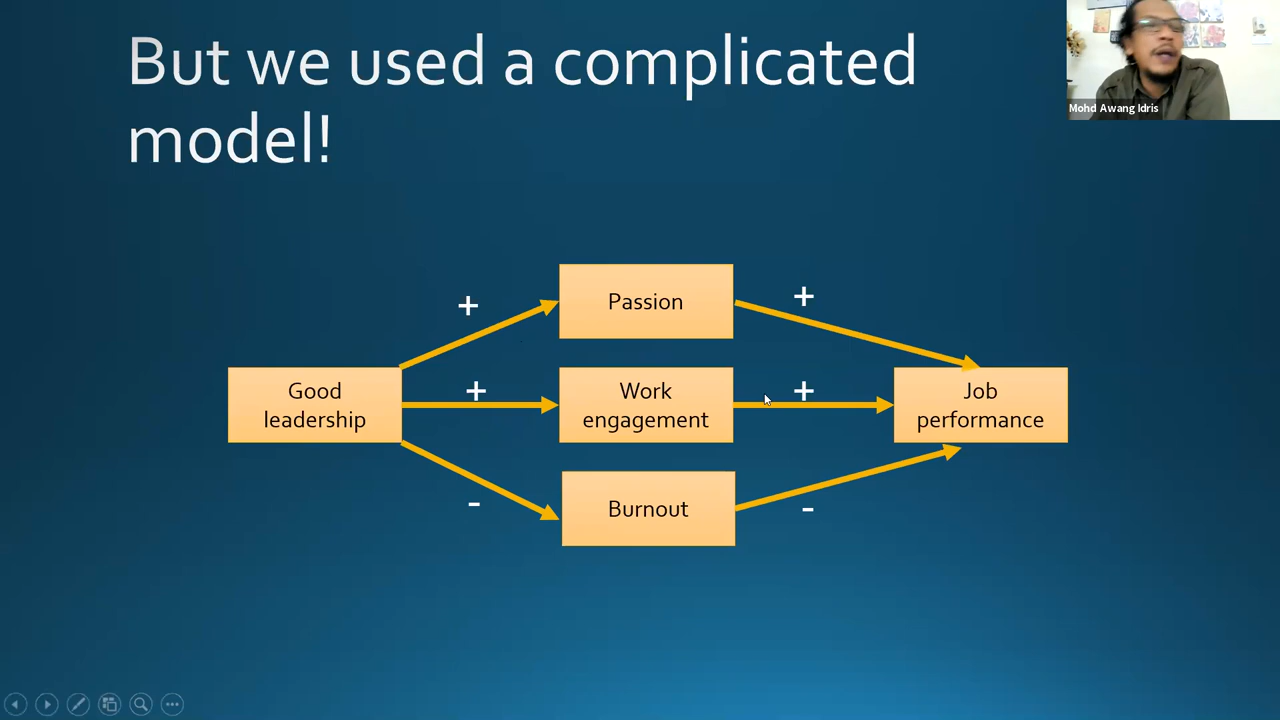 But we used a complicated
model!
Mohd Awang Idris
+
Passion
+
Good
leadership
+
Work
engagement
+
Job
performance
-
Burnout
-